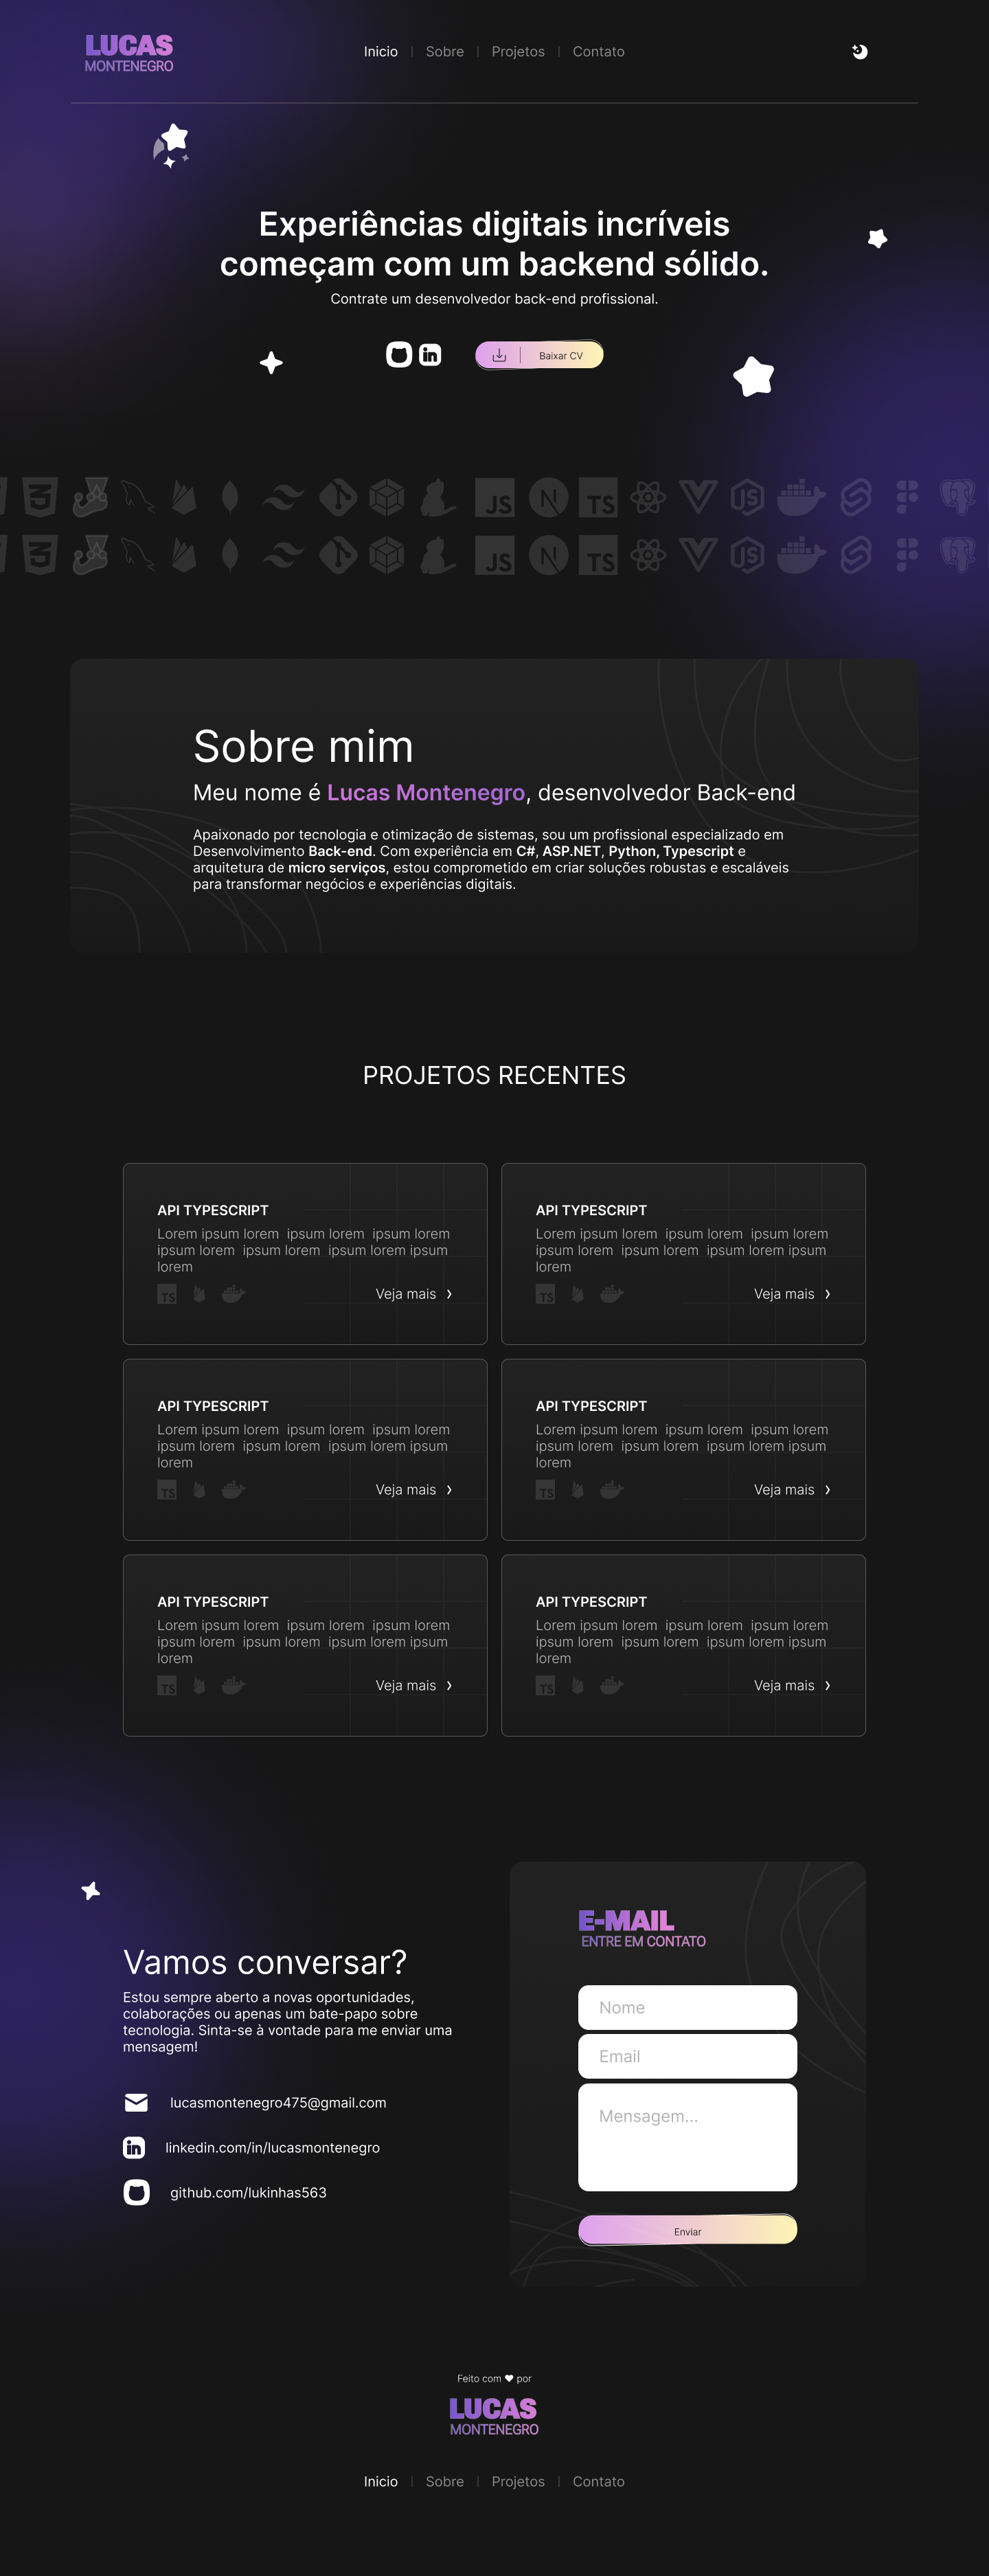 LUCAS
MONTENEGRO
Inicio | Sobre | Projetos | Contato
Experiências digitais incríveis
começam com um backend sólido.
Contrate um desenvolvedor back-end profissional.
in
Baixar CV
JS N TS JS
JS N TS JS
Sobre mim
Meu nome é Lucas Montenegro, desenvolvedor Back-end
Apaixonado por tecnologia e otimização de sistemas, sou um profissional especializado em
Desenvolvimento Back-end. Com experiência em C#, ASP.NET, Python, Typescript e
arquitetura de micro serviços, estou comprometido em criar soluções robustas e escaláveis
para transformar negócios e experiências digitais.
PROJETOS RECENTES
API TYPESCRIPT
Lorem ipsum lorem  ipsum lorem  ipsum lorem
ipsum lorem  ipsum lorem  ipsum lorem ipsum
lorem
TS
Veja mais
API TYPESCRIPT
Lorem ipsum lorem  ipsum lorem  ipsum lorem
ipsum lorem  ipsum lorem  ipsum lorem ipsum
lorem
TS
Veja mais
API TYPESCRIPT
Lorem ipsum lorem  ipsum lorem  ipsum lorem
ipsum lorem  ipsum lorem  ipsum lorem ipsum
lorem
TS
Veja mais
API TYPESCRIPT
Lorem ipsum lorem  ipsum lorem  ipsum lorem
ipsum lorem  ipsum lorem  ipsum lorem ipsum
lorem
TS
Veja mais
API TYPESCRIPT
Lorem ipsum lorem  ipsum lorem  ipsum lorem
ipsum lorem  ipsum lorem  ipsum lorem ipsum
lorem
TS
Veja mais
API TYPESCRIPT
Lorem ipsum lorem  ipsum lorem  ipsum lorem
ipsum lorem  ipsum lorem  ipsum lorem ipsum
lorem
TS
Veja mais
Vamos conversar?
Estou sempre aberto a novas oportunidades,
colaborações ou apenas um bate-papo sobre
tecnologia. Sinta-se à vontade para me enviar uma
mensagem!
lucasmontenegro475@gmail.com
in
linkedin.com/in/lucasmontenegro
github.com/lukinhas563
E-MAIL
ENTRE EM CONTATO
Nome
Email
Mensagem...
Enviar
Feito com ♥ por
LUCAS
MONTENEGRO
Inicio | Sobre | Projetos | Contato